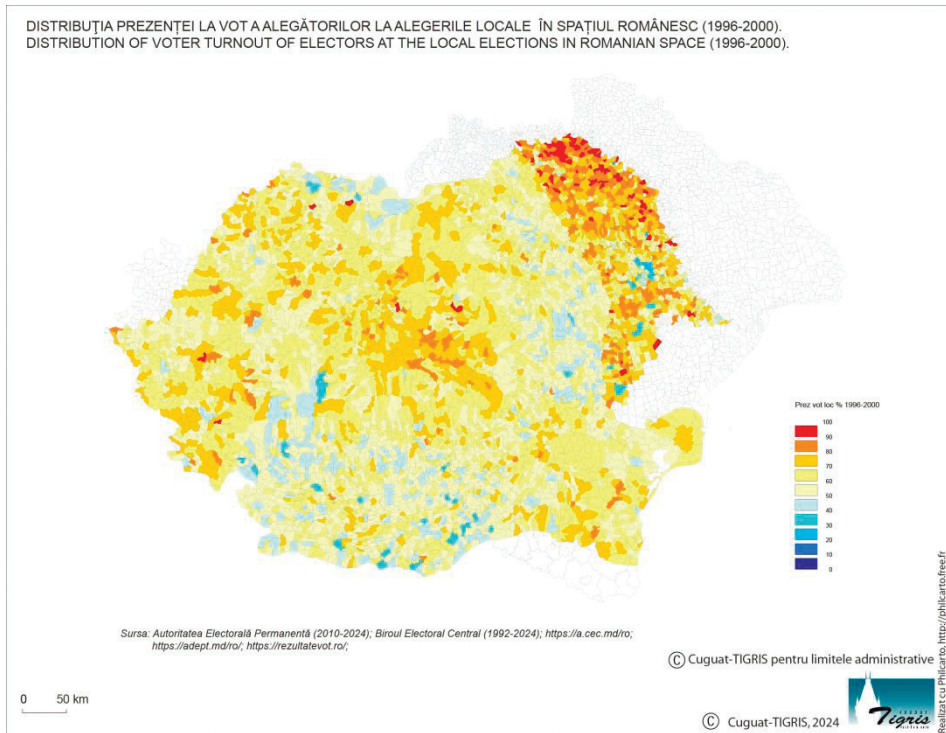 DISTRIBUȚIA PREZENȚEI LA VOT A ALEGĂTORILOR LA ALEGERILE LOCALE ÎN SPAȚIUL ROMÂNESC (1996-2000).
DISTRIBUTION OF VOTER TURNOUT OF ELECTORS AT THE LOCAL ELECTIONS IN ROMANIAN SPACE (1996-2000).
Prez vot loc % 1996-2000
100
90
80
70
60
50
40
30
20
10
0
Sursa: Autoritatea Electorală Permanentă (2010-2024); Biroul Electoral Central (1992-2024); https://a.cec.md/ro;
https://adept.md/ro/; https://rezultatevot.ro/;
© Cuguat-TIGRIS pentru limitele administrative
0 50 km
© Cuguat-TIGRIS, 2024
Tigris
Realizat cu Philcarto, http://philcarto.free.fr